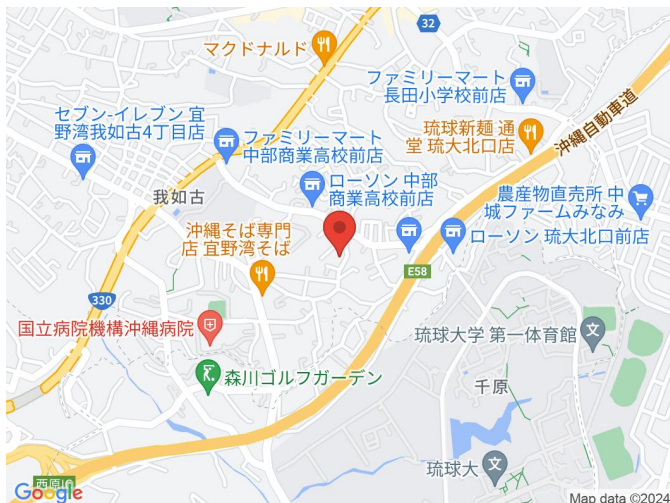 32
マクドナルド
ファミリーマート
長田小学校前店
セブン-イレブン 宜
野湾我如古4丁目店
ファミリーマート
中部商業高校前店
琉球新麺 通
堂 琉大北口店
沖縄自動車道
我如古
ローソン 中部
商業高校前店
農産物直売所 中
城ファームみなみ
沖縄そば専門
店 宜野湾そば
ローソン 琉大北口前店
E58
330
国立病院機構沖縄病院
琉球大学 第一体育館
文
森川ゴルフガーデン
千原
琉球大
文
西原IC
Google
Map data ©2024